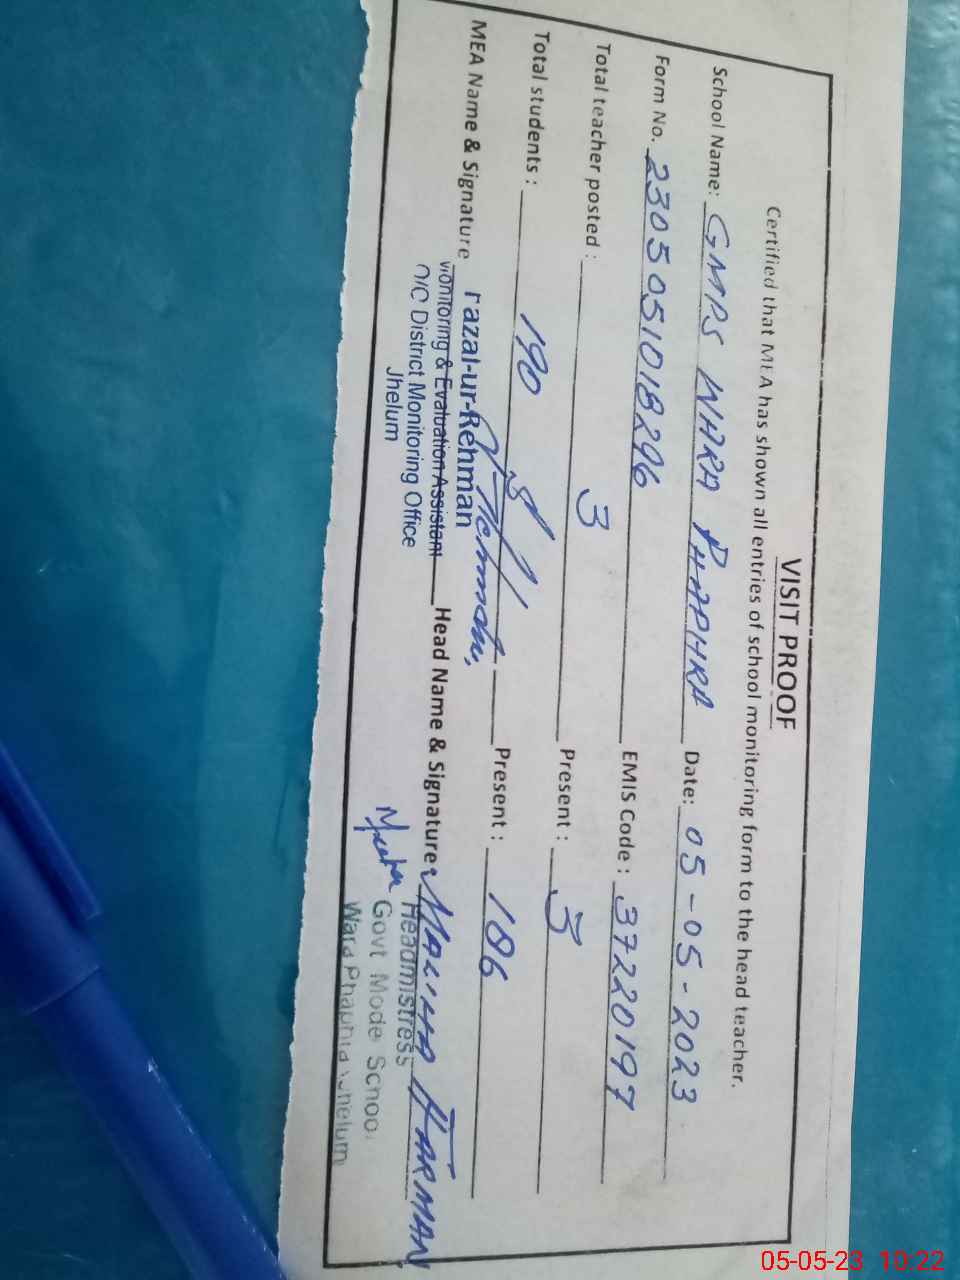 VISIT PROOF
Certified that MEA has shown all entries of school monitoring form to the head teacher.
School Name: GMPS WARA PHAPHRA Date: 05-05-2023
Form No. 2305051018296 EMIS Code: 37220197
Total teacher posted: 3 Present: 3
Total students: 190 Present: 186
MEA Name & Signature Fazal-ur-Rehman Head Name & Signature MALIHA
Monitoring & Evaluation Assistant Headmistress
O/C District Monitoring Office Govt Model School
Jhelum Wara Phaphra Jhelum
05-05-23 10:22